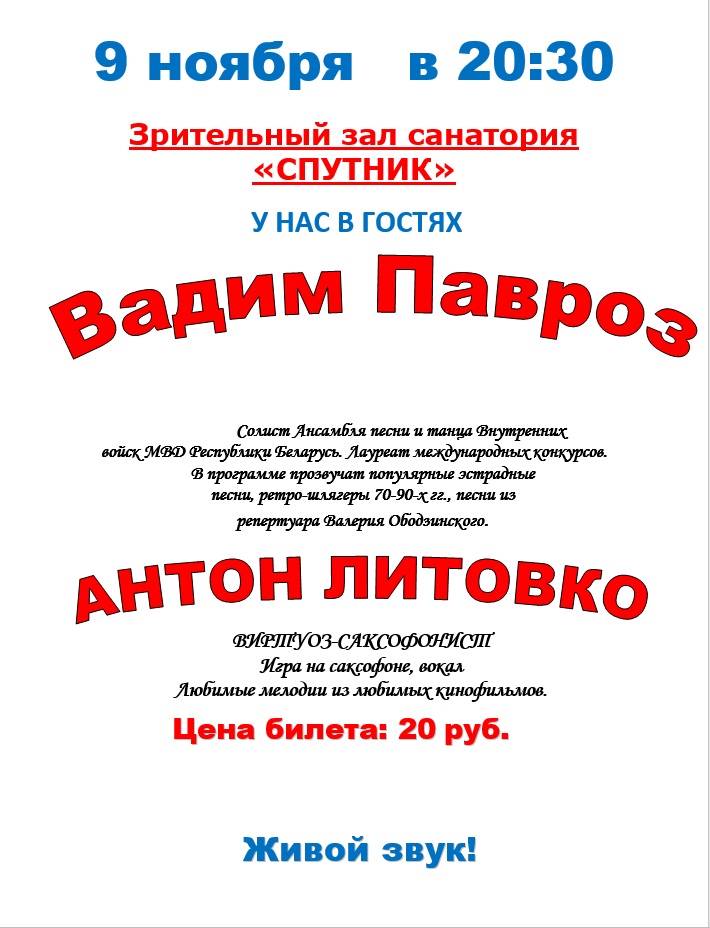 9 ноября в 20:30
Зрительный зал санатория
«СПУТНИК»
У НАС В ГОСТЯХ
Вадим Павроз
Солист Ансамбля песни и танца Внутренних
войск МВД Республики Беларусь. Лауреат международных конкурсов.
В программе прозвучат популярные эстрадные
песни, ретро-шлягеры 70-90-х гг., песни из
репертуара Валерия Ободзинского.
АНТОН ЛИТОВКО
ВИРТУОЗ-САКСОФОНИСТ
Игра на саксофоне, вокал
Любимые мелодии из любимых кинофильмов.
Цена билета: 20 руб.
Живой звук!